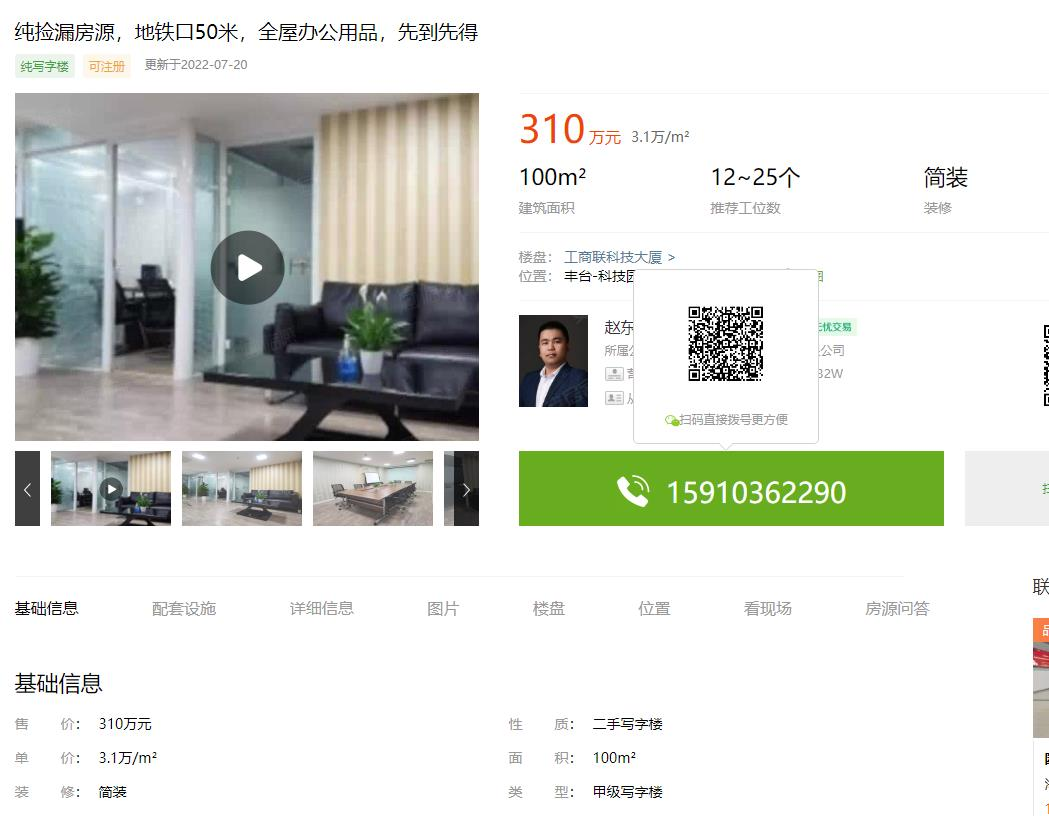 纯捡漏房源，地铁口50米，全屋办公用品，先到先得
纯写字楼 可注册 更新于2022-07-20
310 万元 3.1万/m²
100m² 12~25个 简装
建筑面积 推荐工位数 装修
楼盘： 工商联科技大厦 >
位置： 丰台-科技园
赵东 无忧交易
所属公 公司
32W
扫码直接拨号更方便
15910362290
基础信息 配套设施 详细信息 图片 楼盘 位置 看现场 房源问答
联
基础信息
售 价： 310万元 性 质： 二手写字楼
单 价： 3.1万/m² 面 积： 100m²
装 修： 简装 类 型： 甲级写字楼